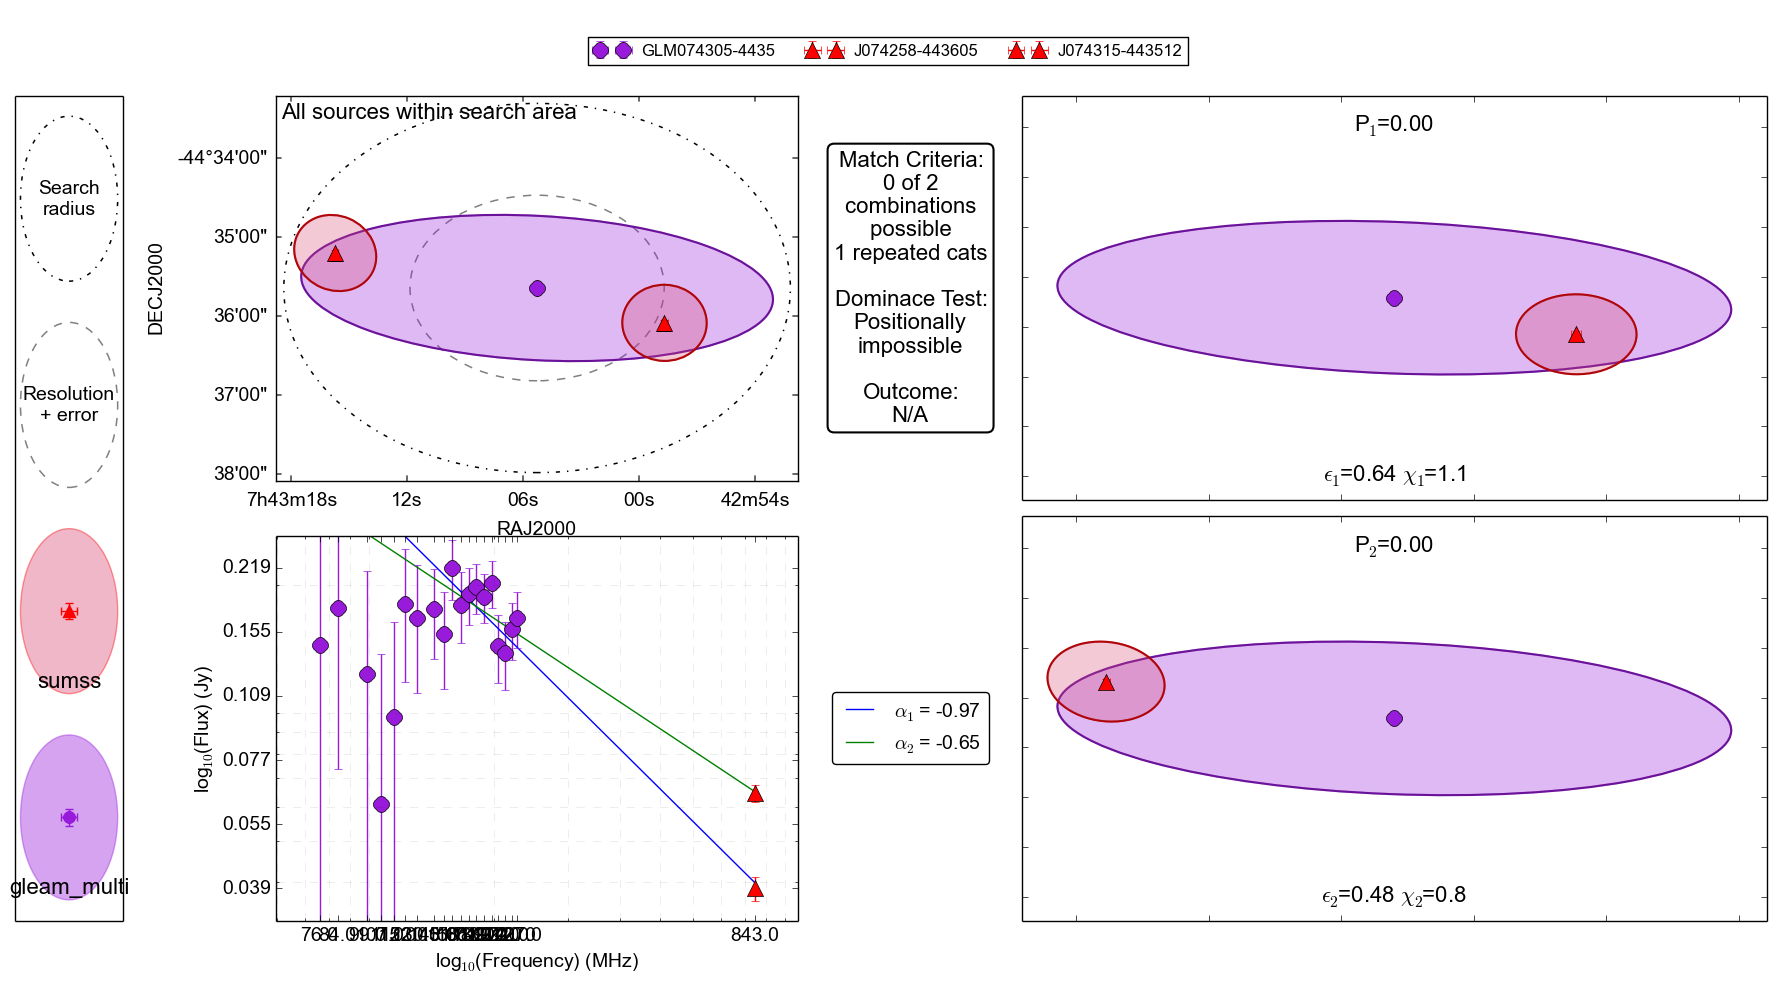 GLM074305-4435
J074258-443605
J074315-443512
Search
radius
Resolution
+ error
sumss
gleam_multi
All sources within search area
DECJ2000
-44°34'00"
35'00"
36'00"
37'00"
38'00"
7h43m18s
12s
06s
00s
42m54s
RAJ2000
Match Criteria:
0 of 2
combinations
possible
1 repeated cats
Dominace Test:
Positionally
impossible
Outcome:
N/A
P1=0.00
ϵ1=0.64 χ1=1.1
log10(Flux) (Jy)
0.219
0.155
0.109
0.077
0.055
0.039
843.0
log10(Frequency) (MHz)
α1 = -0.97
α2 = -0.65
P2=0.00
ϵ2=0.48 χ2=0.8